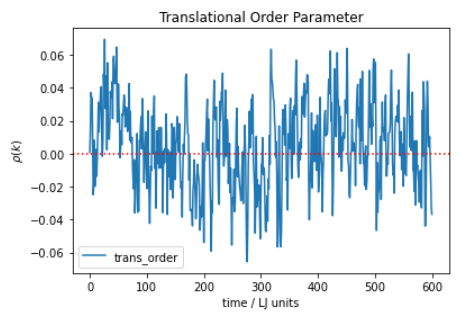 Translational Order Parameter
ρ(k)
0.06
0.04
0.02
0.00
−0.02
−0.04
−0.06
trans_order
0 100 200 300 400 500 600
time / LJ units